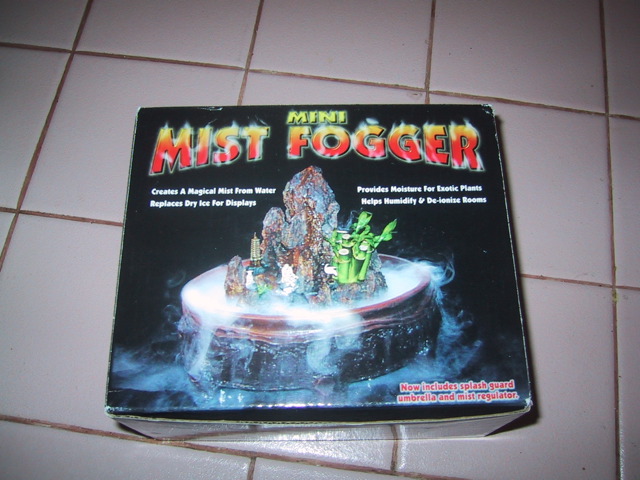 MINI
MIST FOGGER
Creates A Magical Mist From Water
Replaces Dry Ice For Displays
Provides Moisture For Exotic Plants
Helps Humidify & De-ionize Rooms
Now includes splash guard
umbrella and mist regulator.